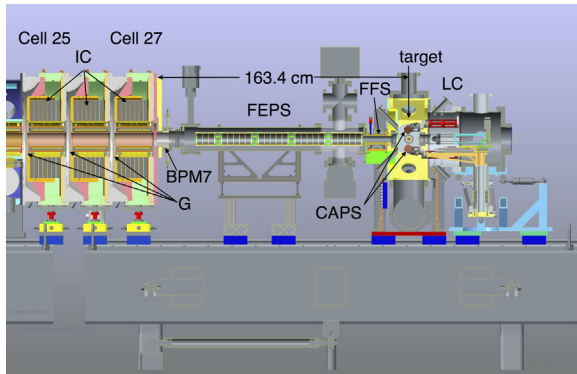 Cell 25
Cell 27
IC
163.4 cm
target
FFS
LC
FEPS
BPM7
G
CAPS